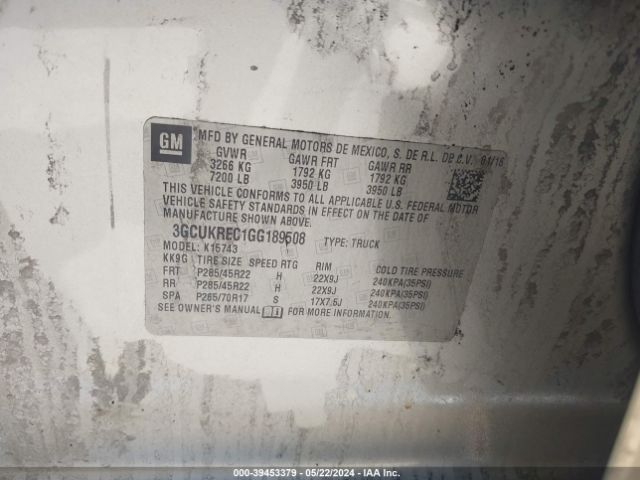 GM
MFD BY GENERAL MOTORS DE MEXICO, S. DE R.L. DE C.V. 01/16
GVWR GAWR FRT GAWR RR
3266 KG 1792 KG 1792 KG
7200 LB 3950 LB 3950 LB
THIS VEHICLE CONFORMS TO ALL APPLICABLE U.S. FEDERAL MOTOR
VEHICLE SAFETY STANDARDS IN EFFECT ON THE DATE OF
MANUFACTURE SHOWN ABOVE.
3GCUKREC1GG189508 TYPE: TRUCK
MODEL: K15743
KK9G TIRE SIZE SPEED RTG RIM COLD TIRE PRESSURE
FRT P285/45R22 H 22X9J 240KPA(35PSI)
RR P285/45R22 H 22X9J 240KPA(35PSI)
SPA P265/70R17 S 17X7.5J 240KPA(35PSI)
SEE OWNER'S MANUAL FOR MORE INFORMATION.
000-39453379 - 05/22/2024 - IAA Inc.